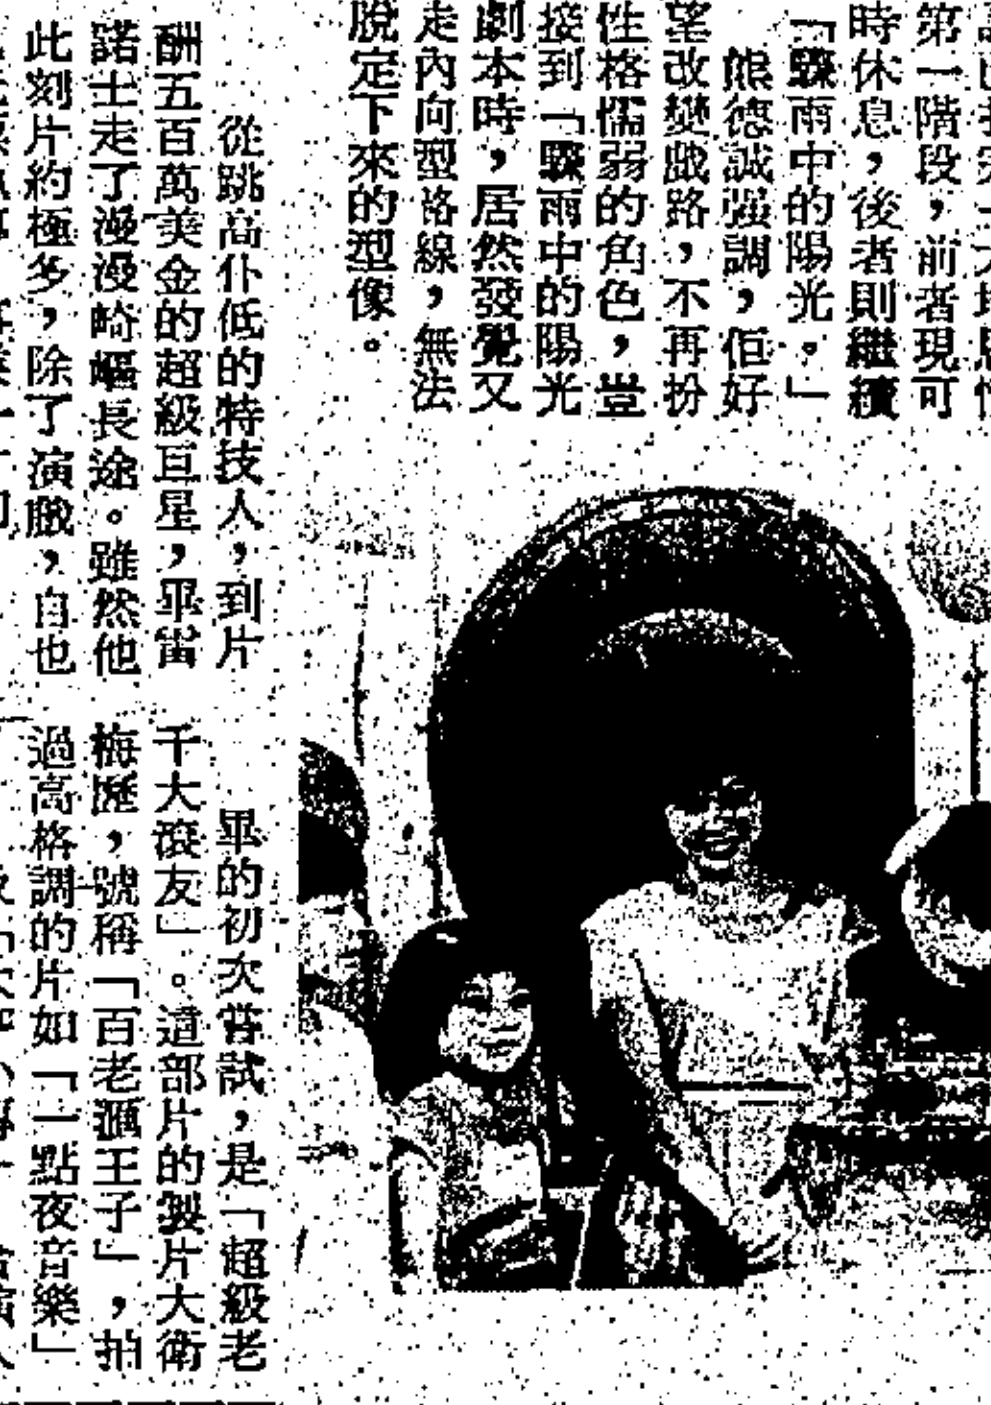 第一階段，前者現可
時休息，後者則繼續
「驟雨中的陽光。」
熊德誠强調，佢好
望改變戲路，不再扮
性格懦弱的角色，豈
接到「驟雨中的陽光
劇本時，居然發覺又
走內向型路線，無法
脫定下來的型像。
從跳高仆低的特技人，到片
酬五百萬美金的超級巨星，畢雷
諾士走了漫漫崎嶇長途。雖然他
此刻片約極多，除了演戲，自也
畢的初次嘗試，是「超級老
千大滾友」。這部片的製片大衛
梅歷，號稱「百老滙王子」，拍
過高格調的片如「一點夜音樂」